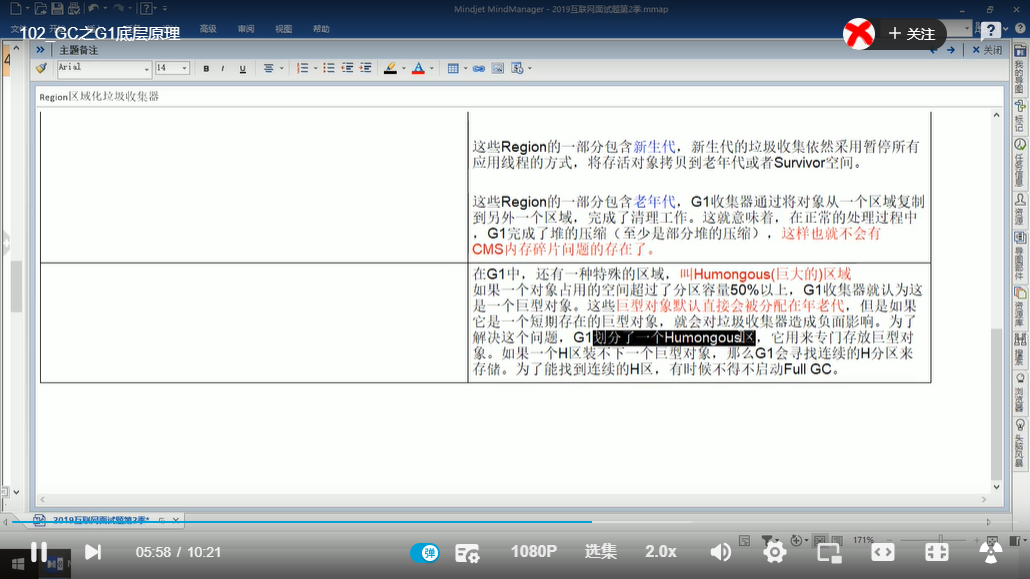 Mindjet MindManager - 2019互联网面试题第2季.mmap
102_GC之G1底层原理
高级 审阅 视图 帮助
+ 关注
主题备注
关闭
Arial 14 B I U
Region区域化垃圾收集器
这些Region的一部分包含新生代，新生代的垃圾收集依然采用暂停所有
应用线程的方式，将存活对象拷贝到老年代或者Survivor空间。
这些Region的一部分包含老年代，G1收集器通过将对象从一个区域复制
到另外一个区域，完成了清理工作。这就意味着，在正常的处理过程中
，G1完成了堆的压缩（至少是部分堆的压缩），这样也就不会有
CMS内存碎片问题的存在了。
在G1中，还有一种特殊的区域，叫Humongous(巨大的)区域
如果一个对象占用的空间超过了分区容量50%以上，G1收集器就认为这
是一个巨型对象。这些巨型对象默认直接会被分配在年老代，但是如果
它是一个短期存在的巨型对象，就会对垃圾收集器造成负面影响。为了
解决这个问题，G1划分了一个Humongous区，它用来专门存放巨型对
象。如果一个H区装不下一个巨型对象，那么G1会寻找连续的H分区来
存储。为了能找到连续的H区，有时候不得不启动Full GC。
我的导图
标记
任务信息
资源
导图部件
资源库
搜索
浏览器
头脑风暴
2019互联网面试题第2季*
171%
05:58 / 10:21
弹
1080P 选集 2.0x